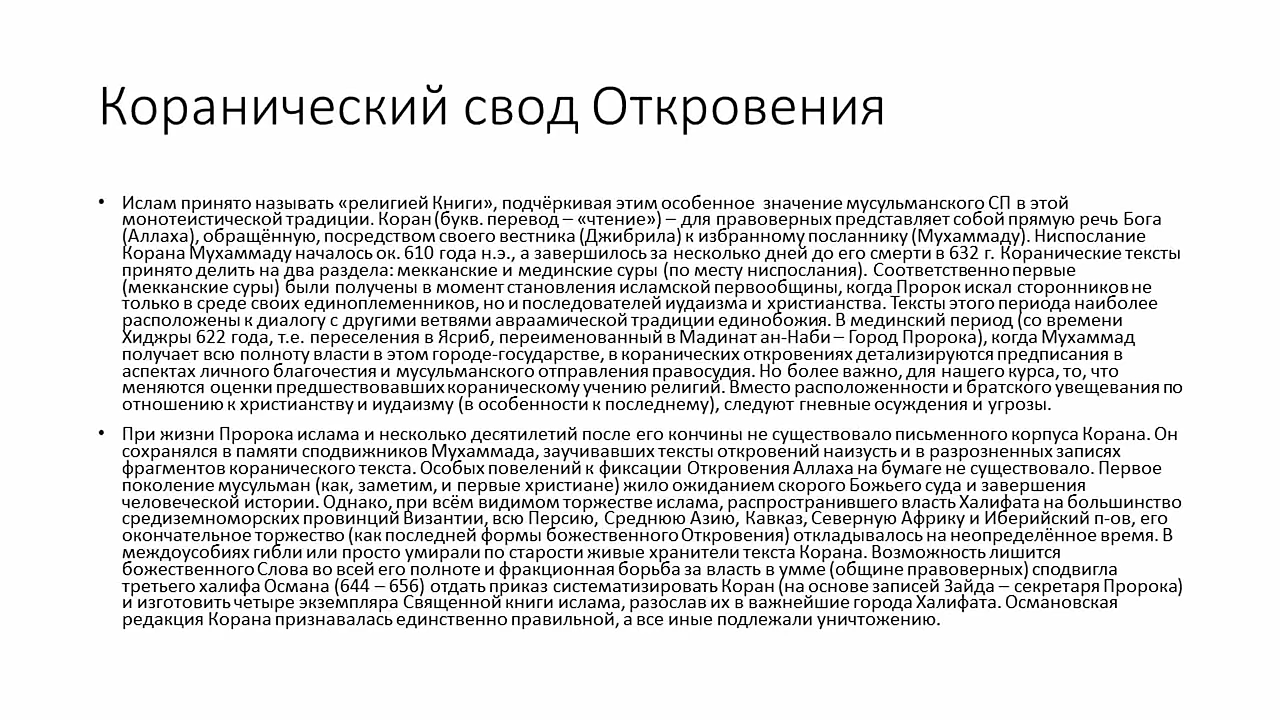 Коранический свод Откровения
• Ислам принято называть «религией Книги», подчёркивая этим особенное значение мусульманского СП в этой
монотеистической традиции. Коран (букв. перевод – «чтение») – для правоверных представляет собой прямую речь Бога
(Аллаха), обращённую, посредством своего вестника (Джибрила) к избранному посланнику (Мухаммаду). Ниспослание
Корана Мухаммаду началось ок. 610 года н.э., а завершилось за несколько дней до его смерти в 632 г. Коранические тексты
принято делить на два раздела: мекканские и мединские суры (по месту ниспослания). Соответственно первые
(мекканские суры) были получены в момент становления исламской первообщины, когда Пророк искал сторонников не
только в среде своих единоплеменников, но и последователей иудаизма и христианства. Тексты этого периода наиболее
расположены к диалогу с другими ветвями авраамической традиции единобожия. В мединский период (со времени
Хиджры 622 года, т.е. переселения в Ясриб, переименованный в Мадинат ан-Наби – Город Пророка), когда Мухаммад
получает всю полноту власти в этом городе-государстве, в коранических откровениях детализируются предписания в
аспектах личного благочестия и мусульманского отправления правосудия. Но более важно, для нашего курса, то, что
меняются оценки предшествовавших кораническому учению религий. Вместо расположенности и братского увещевания по
отношению к христианству и иудаизму (в особенности к последнему), следуют гневные осуждения и угрозы.
• При жизни Пророка ислама и несколько десятилетий после его кончины не существовало письменного корпуса Корана. Он
сохранялся в памяти сподвижников Мухаммада, заучивавших тексты откровений наизусть и в разрозненных записях
фрагментов коранического текста. Особых повелений к фиксации Откровения Аллаха на бумаге не существовало. Первое
поколение мусульман (как, заметим, и первые христиане) жило ожиданием скорого Божьего суда и завершения
человеческой истории. Однако, при всём видимом торжестве ислама, распространившего власть Халифата на большинство
средиземноморских провинций Византии, всю Персию, Среднюю Азию, Кавказ, Северную Африку и Иберийский п-ов, его
окончательное торжество (как последней формы божественного Откровения) откладывалось на неопределённое время. В
междоусобиях гибли или просто умирали по старости живые хранители текста Корана. Возможность лишится
божественного Слова во всей его полноте и фракционная борьба за власть в умме (общине правоверных) сподвигла
третьего халифа Османа (644 – 656) отдать приказ систематизировать Коран (на основе записей Зайда – секретаря Пророка)
и изготовить четыре экземпляра Священной книги ислама, разослав их в важнейшие города Халифата. Османовская
редакция Корана признавалась единственно правильной, а все иные подлежали уничтожению.